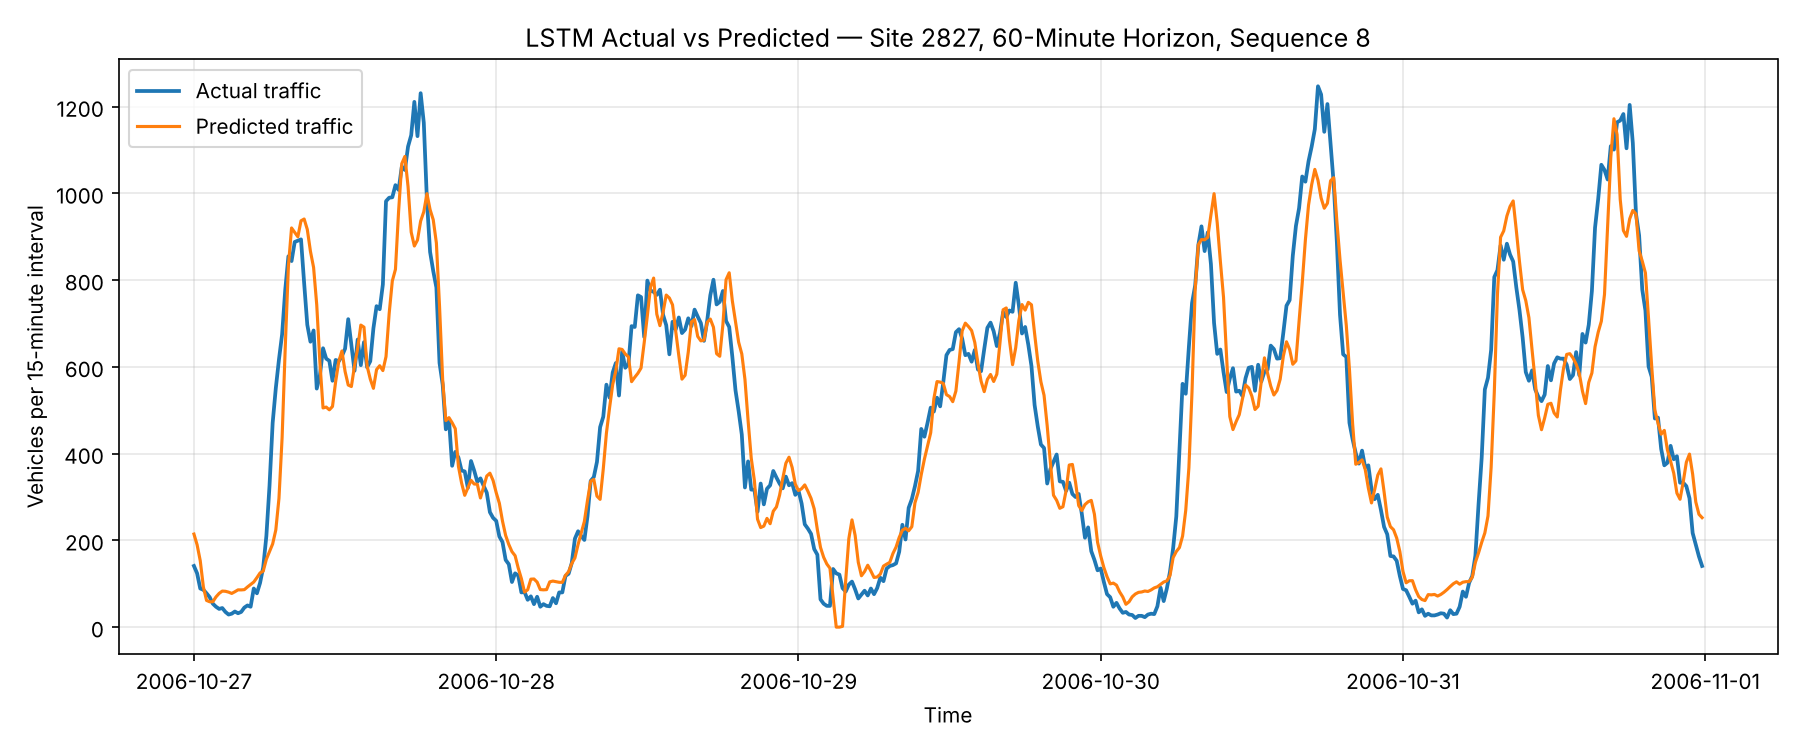 LSTM Actual vs Predicted — Site 2827, 60-Minute Horizon, Sequence 8
Actual traffic
Predicted traffic
Vehicles per 15-minute interval
1200
1000
800
600
400
200
0
2006-10-27
2006-10-28
2006-10-29
2006-10-30
2006-10-31
2006-11-01
Time